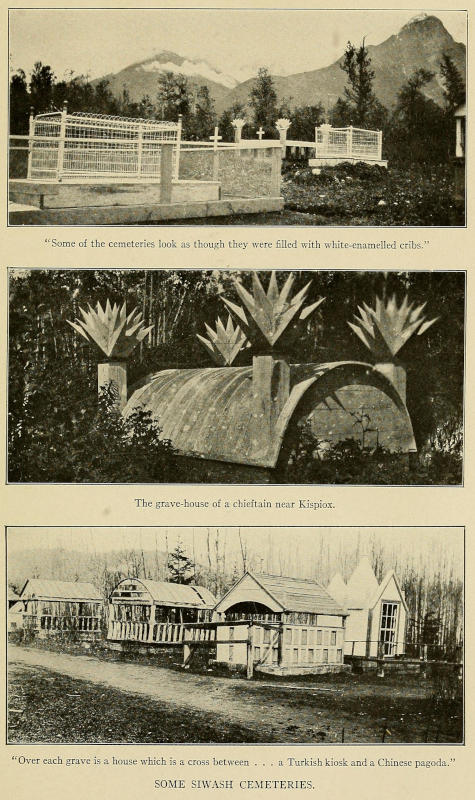 "Some of the cemeteries look as though they were filled with white-enamelled cribs."
The grave-house of a chieftain near Kispiox.
"Over each grave is a house which is a cross between . . . a Turkish kiosk and a Chinese pagoda."
SOME SIWASH CEMETERIES.